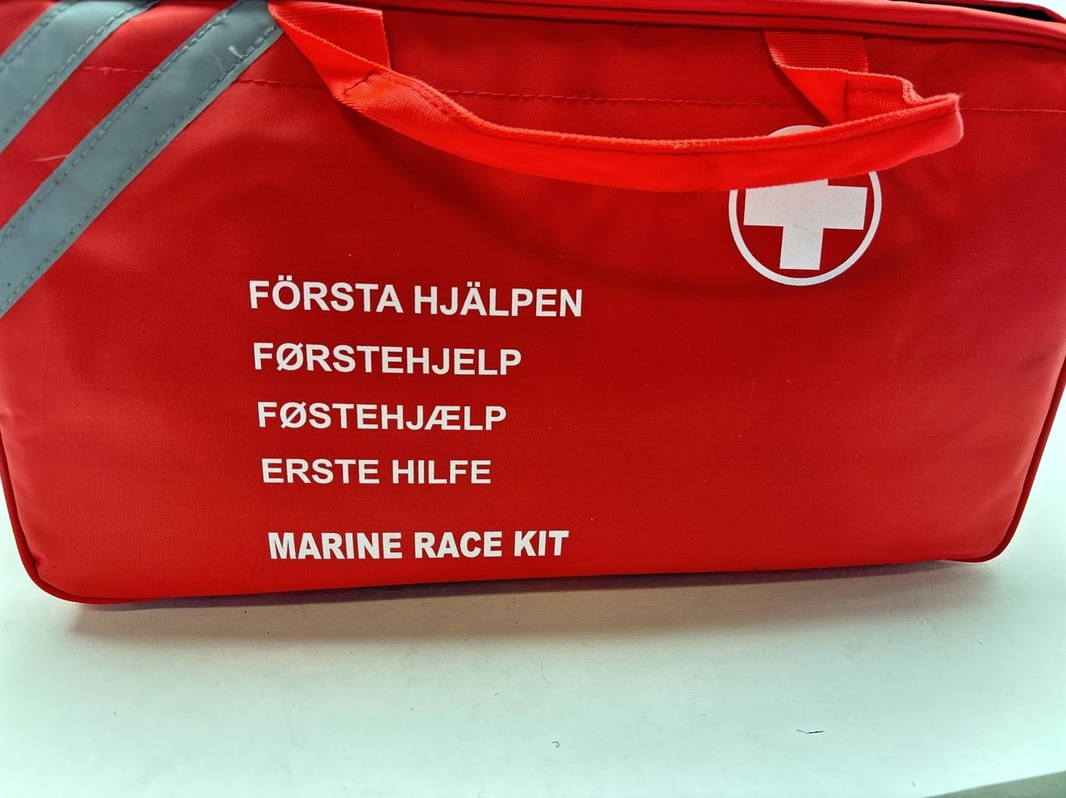 FÖRSTA HJÄLPEN
FØRSTEHJELP
FØSTEHJÆLP
ERSTE HILFE
MARINE RACE KIT